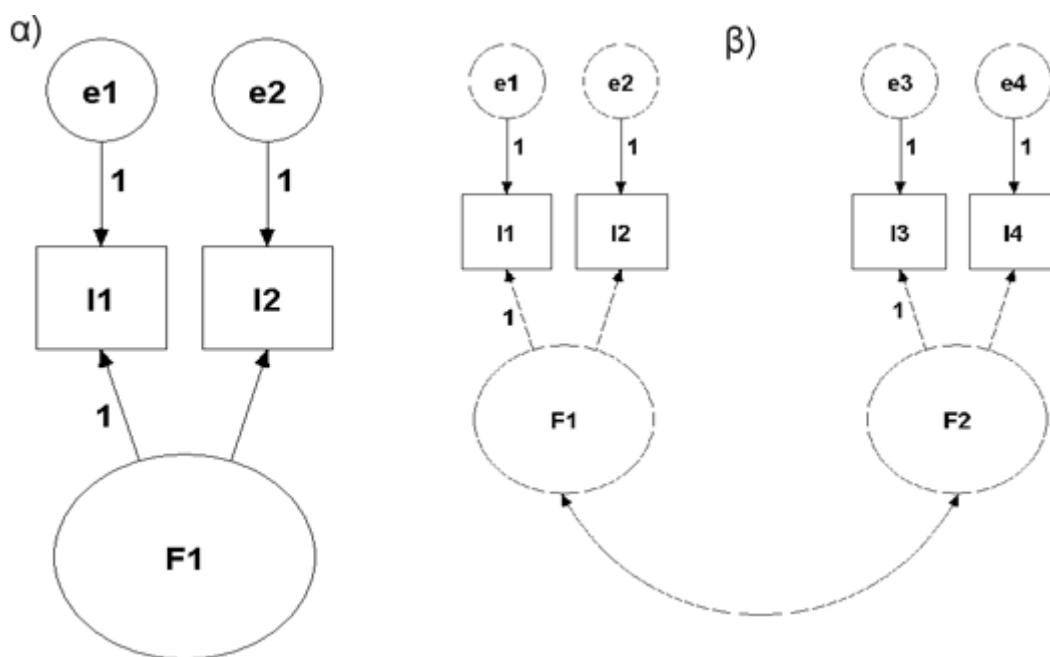 α)
e1 e2
1 1
I1 I2
1
F1
β)
e1 e2 e3 e4
1 1 1 1
I1 I2 I3 I4
1 1
F1 F2